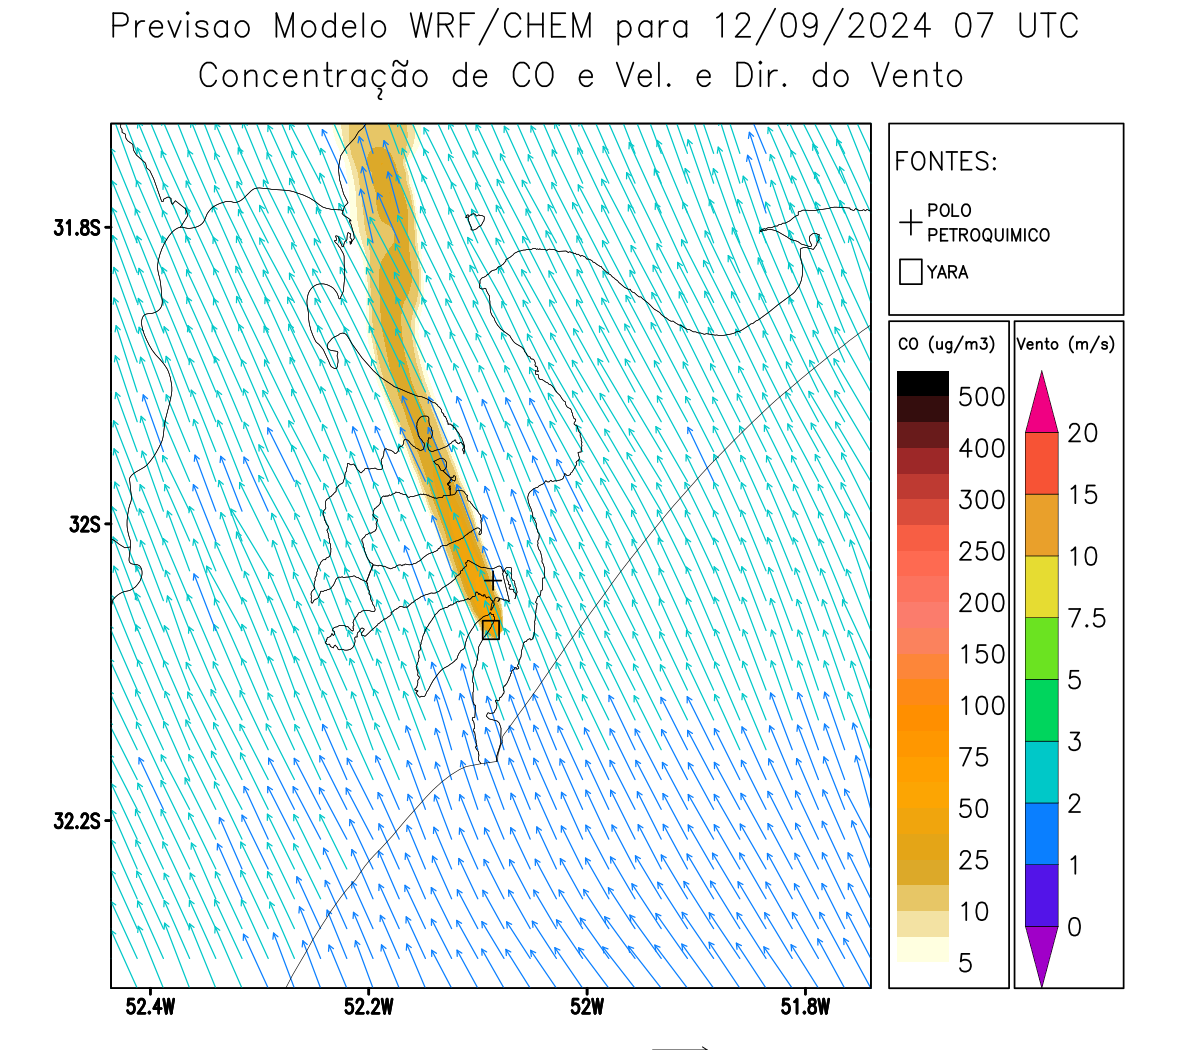 Previsao Modelo WRF/CHEM para 12/09/2024 07 UTC
Concentração de CO e Vel. e Dir. do Vento
FONTES:
POLO
PETROQUIMICO
YARA
CO (ug/m3)
500
400
300
250
200
150
100
75
50
25
10
5
Vento (m/s)
20
15
10
7.5
5
3
2
1
0
31.8S
32S
32.2S
52.4W
52.2W
52W
51.8W